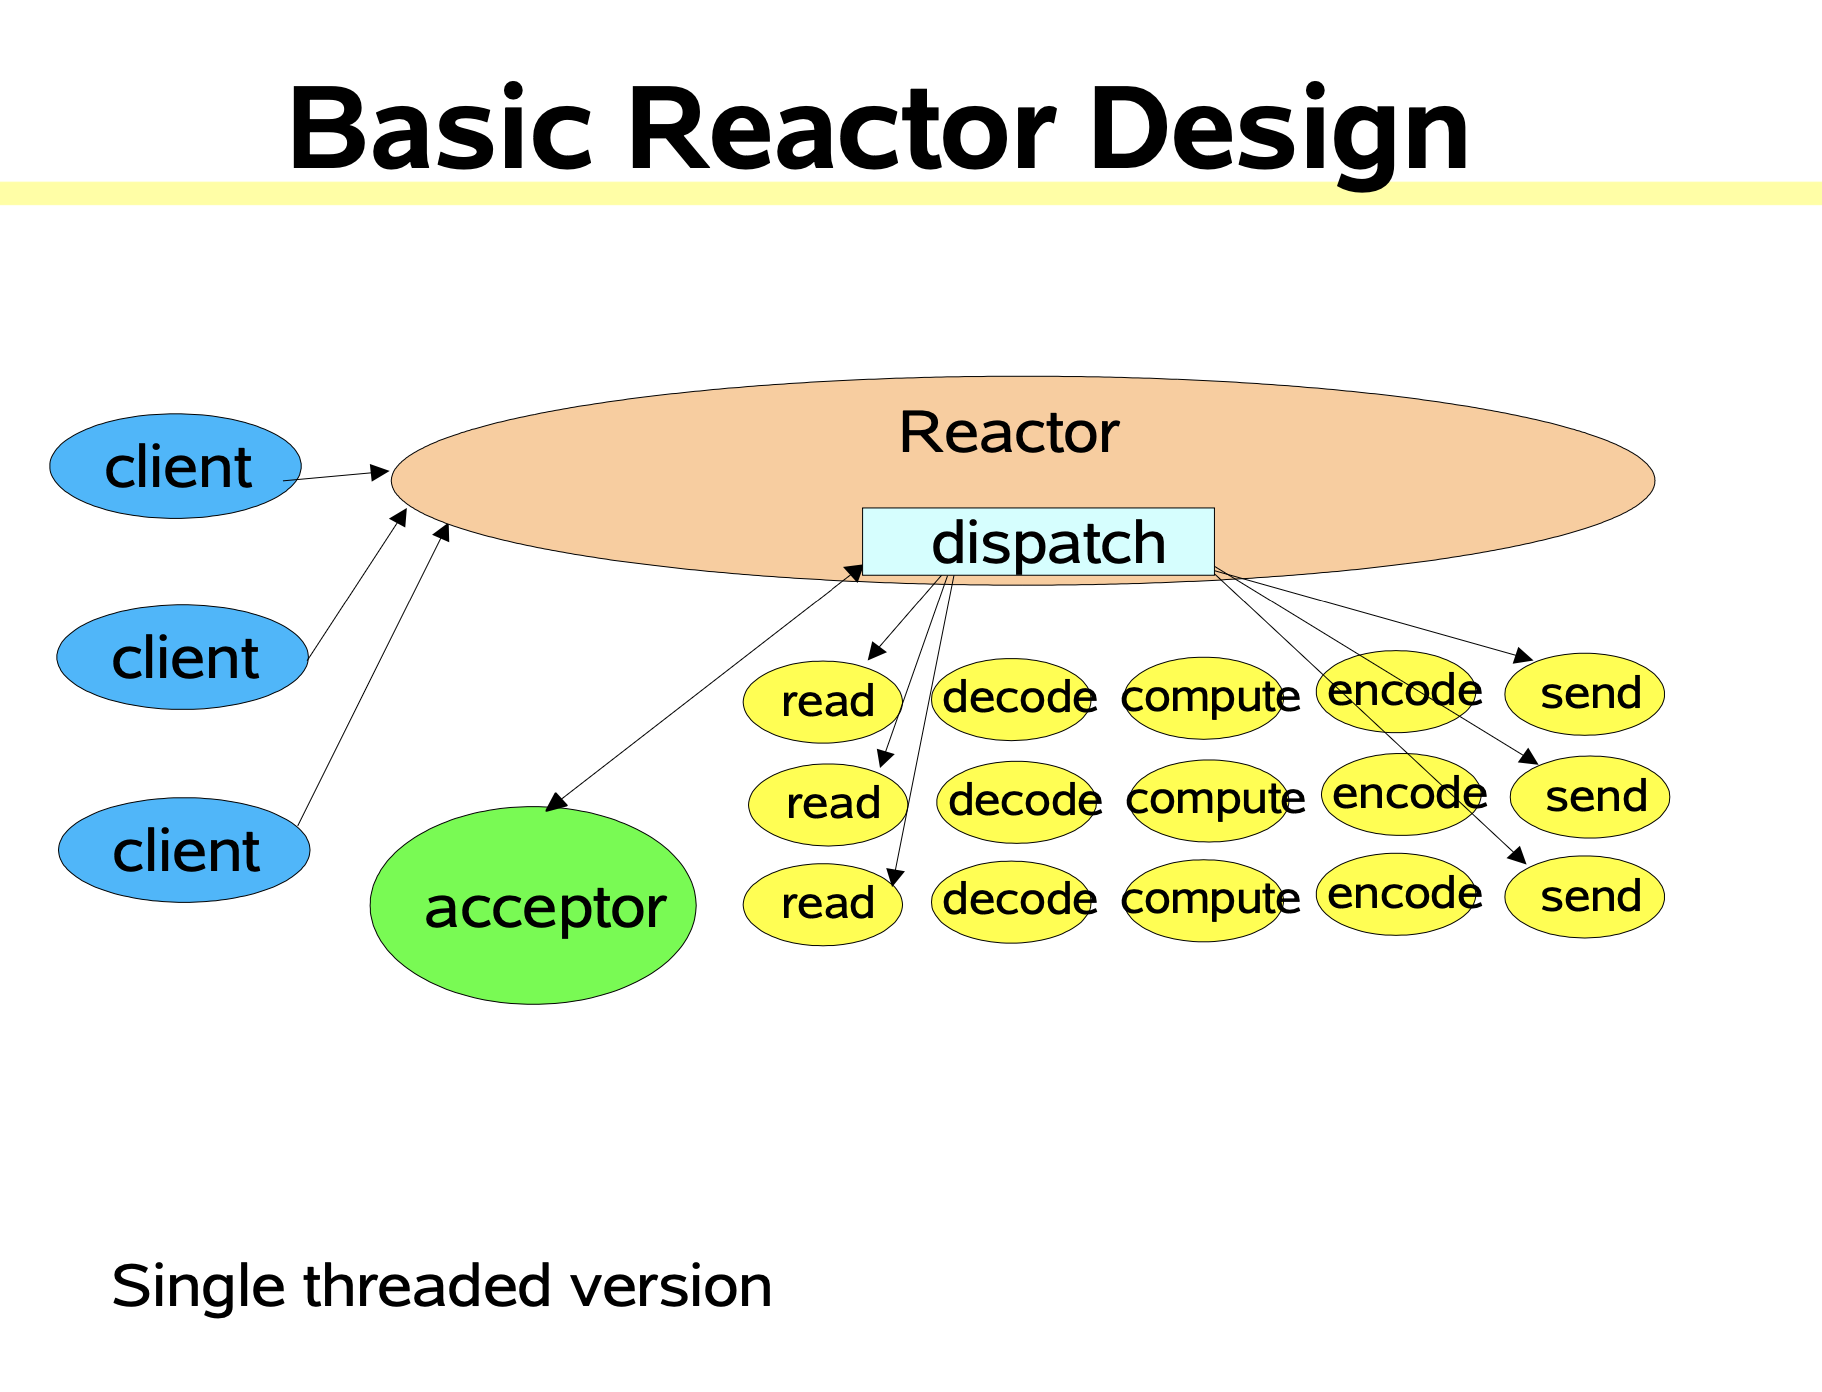 Basic Reactor Design
Reactor
dispatch
client
client
client
acceptor
read decode compute encode send
read decode compute encode send
read decode compute encode send
Single threaded version